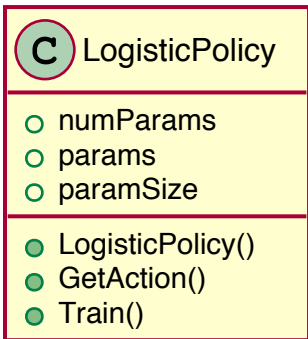 C LogisticPolicy
numParams
params
paramSize
LogisticPolicy()
GetAction()
Train()